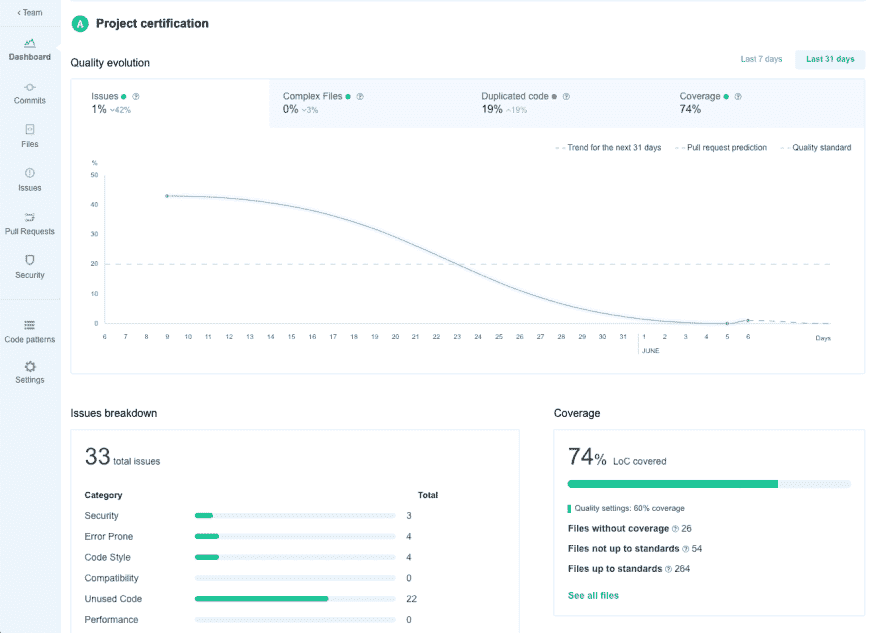 ‹ Team
Dashboard
Commits
Files
Issues
Pull Requests
Security
Code patterns
Settings
A Project certification
Quality evolution
Last 7 days
Last 31 days
Issues
1% 42%
Complex Files
0% 3%
Duplicated code
19% 19%
Coverage
74%
Trend for the next 31 days
Pull request prediction
Quality standard
%
50
40
30
20
10
0
6 7 8 9 10 11 12 13 14 15 16 17 18 19 20 21 22 23 24 25 26 27 28 29 30 31 1 2 3 4 5 6 Days
JUNE
Issues breakdown
33 total issues
Category Total
Security 3
Error Prone 4
Code Style 4
Compatibility 0
Unused Code 22
Performance 0
Coverage
74% LoC covered
Quality settings: 60% coverage
Files without coverage ? 26
Files not up to standards ? 54
Files up to standards ? 264
See all files